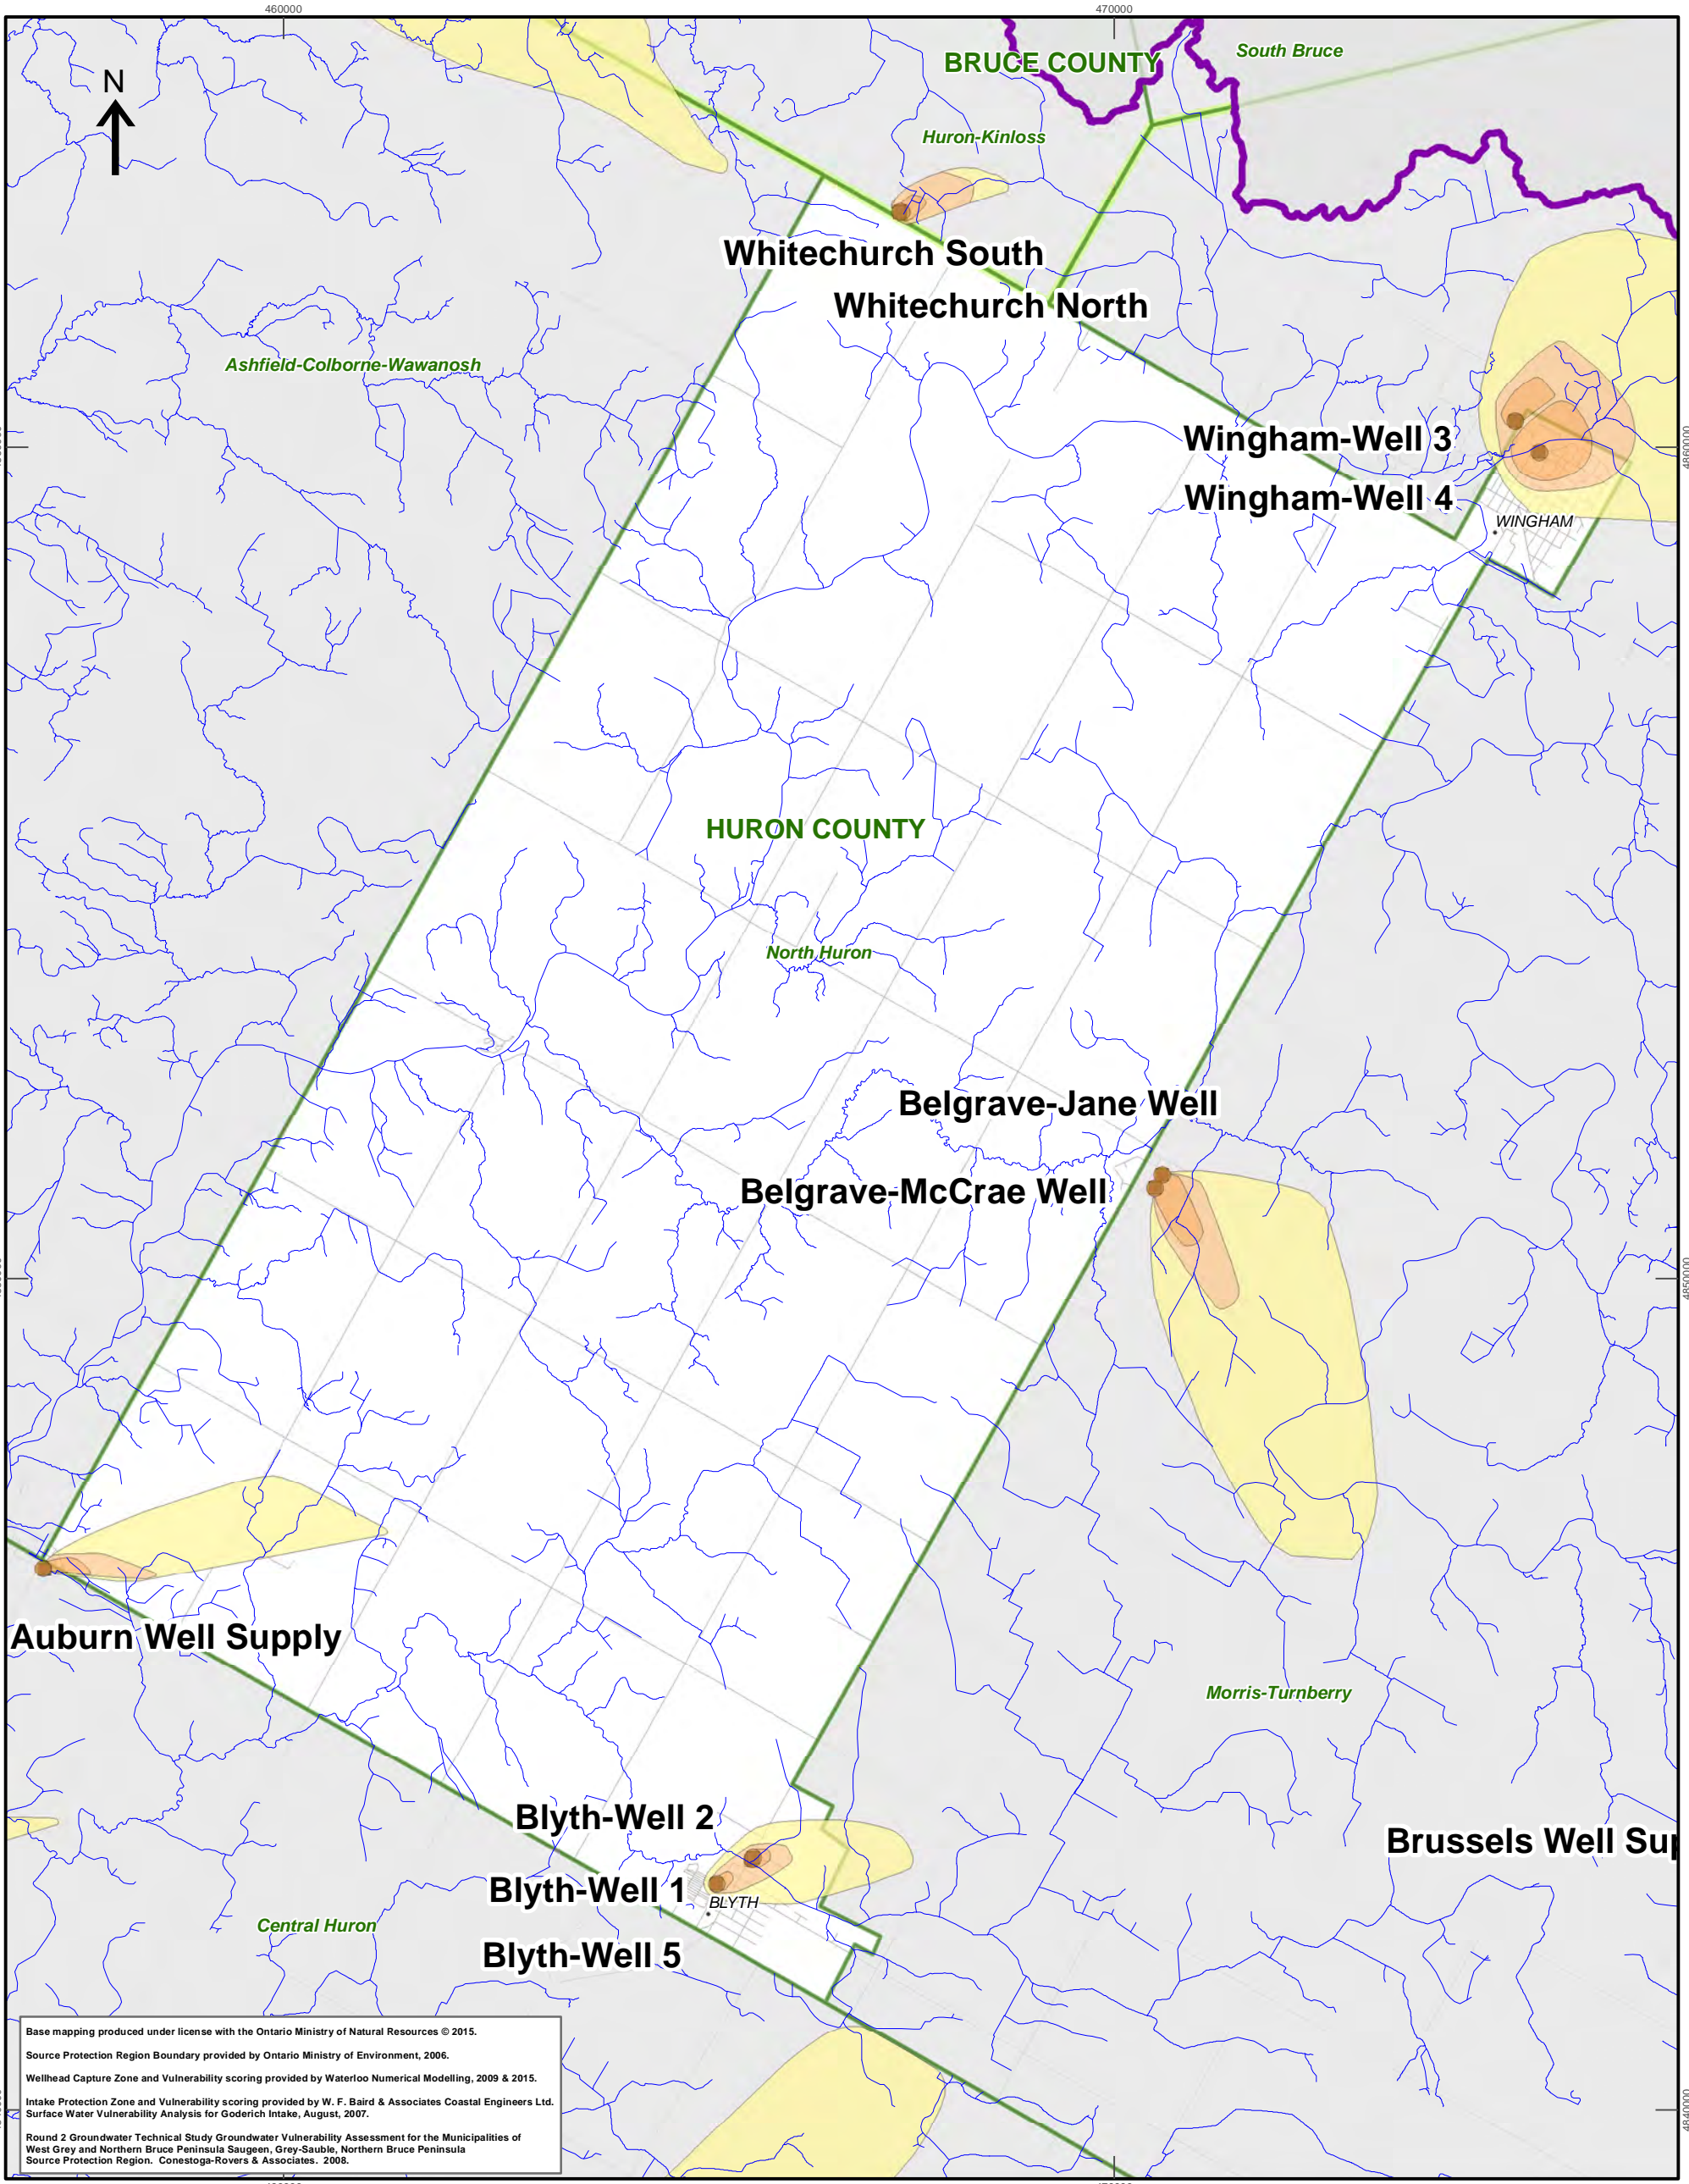 460000
470000
N
BRUCE COUNTY
South Bruce
Huron-Kinloss
Whitechurch South
Whitechurch North
Ashfield-Colborne-Wawanosh
Wingham-Well 3
4860000
Wingham-Well 4
WINGHAM
HURON COUNTY
North Huron
Belgrave-Jane Well
Belgrave-McCrae Well
4850000
Auburn Well Supply
Morris-Turnberry
Blyth-Well 2
Brussels Well Sup
Blyth-Well 1
BLYTH
Central Huron
Blyth-Well 5
4840000
Base mapping produced under license with the Ontario Ministry of Natural Resources © 2015.
Source Protection Region Boundary provided by Ontario Ministry of Environment, 2006.
Wellhead Capture Zone and Vulnerability scoring provided by Waterloo Numerical Modelling, 2009 & 2015.
Intake Protection Zone and Vulnerability scoring provided by W. F. Baird & Associates Coastal Engineers Ltd.
Surface Water Vulnerability Analysis for Goderich Intake, August, 2007.
Round 2 Groundwater Technical Study Groundwater Vulnerability Assessment for the Municipalities of
West Grey and Northern Bruce Peninsula Saugeen, Grey-Sauble, Northern Bruce Peninsula
Source Protection Region. Conestoga-Rovers & Associates. 2008.